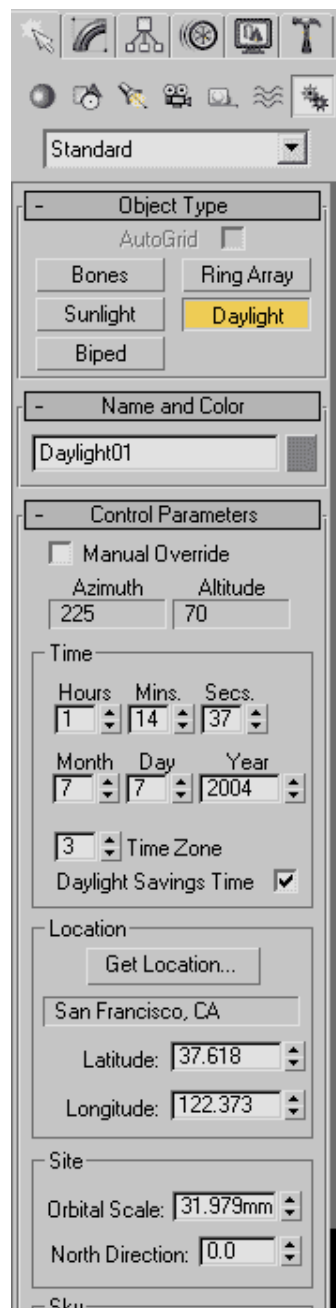 Standard
- Object Type
AutoGrid
Bones Ring Array
Sunlight Daylight
Biped
- Name and Color
Daylight01
- Control Parameters
Manual Override
Azimuth Altitude
225 70
Time
Hours Mins. Secs.
1 14 37
Month Day Year
7 7 2004
3 Time Zone
Daylight Savings Time
Location
Get Location...
San Francisco, CA
Latitude: 37.618
Longitude: 122.373
Site
Orbital Scale: 31.979mm
North Direction: 0.0